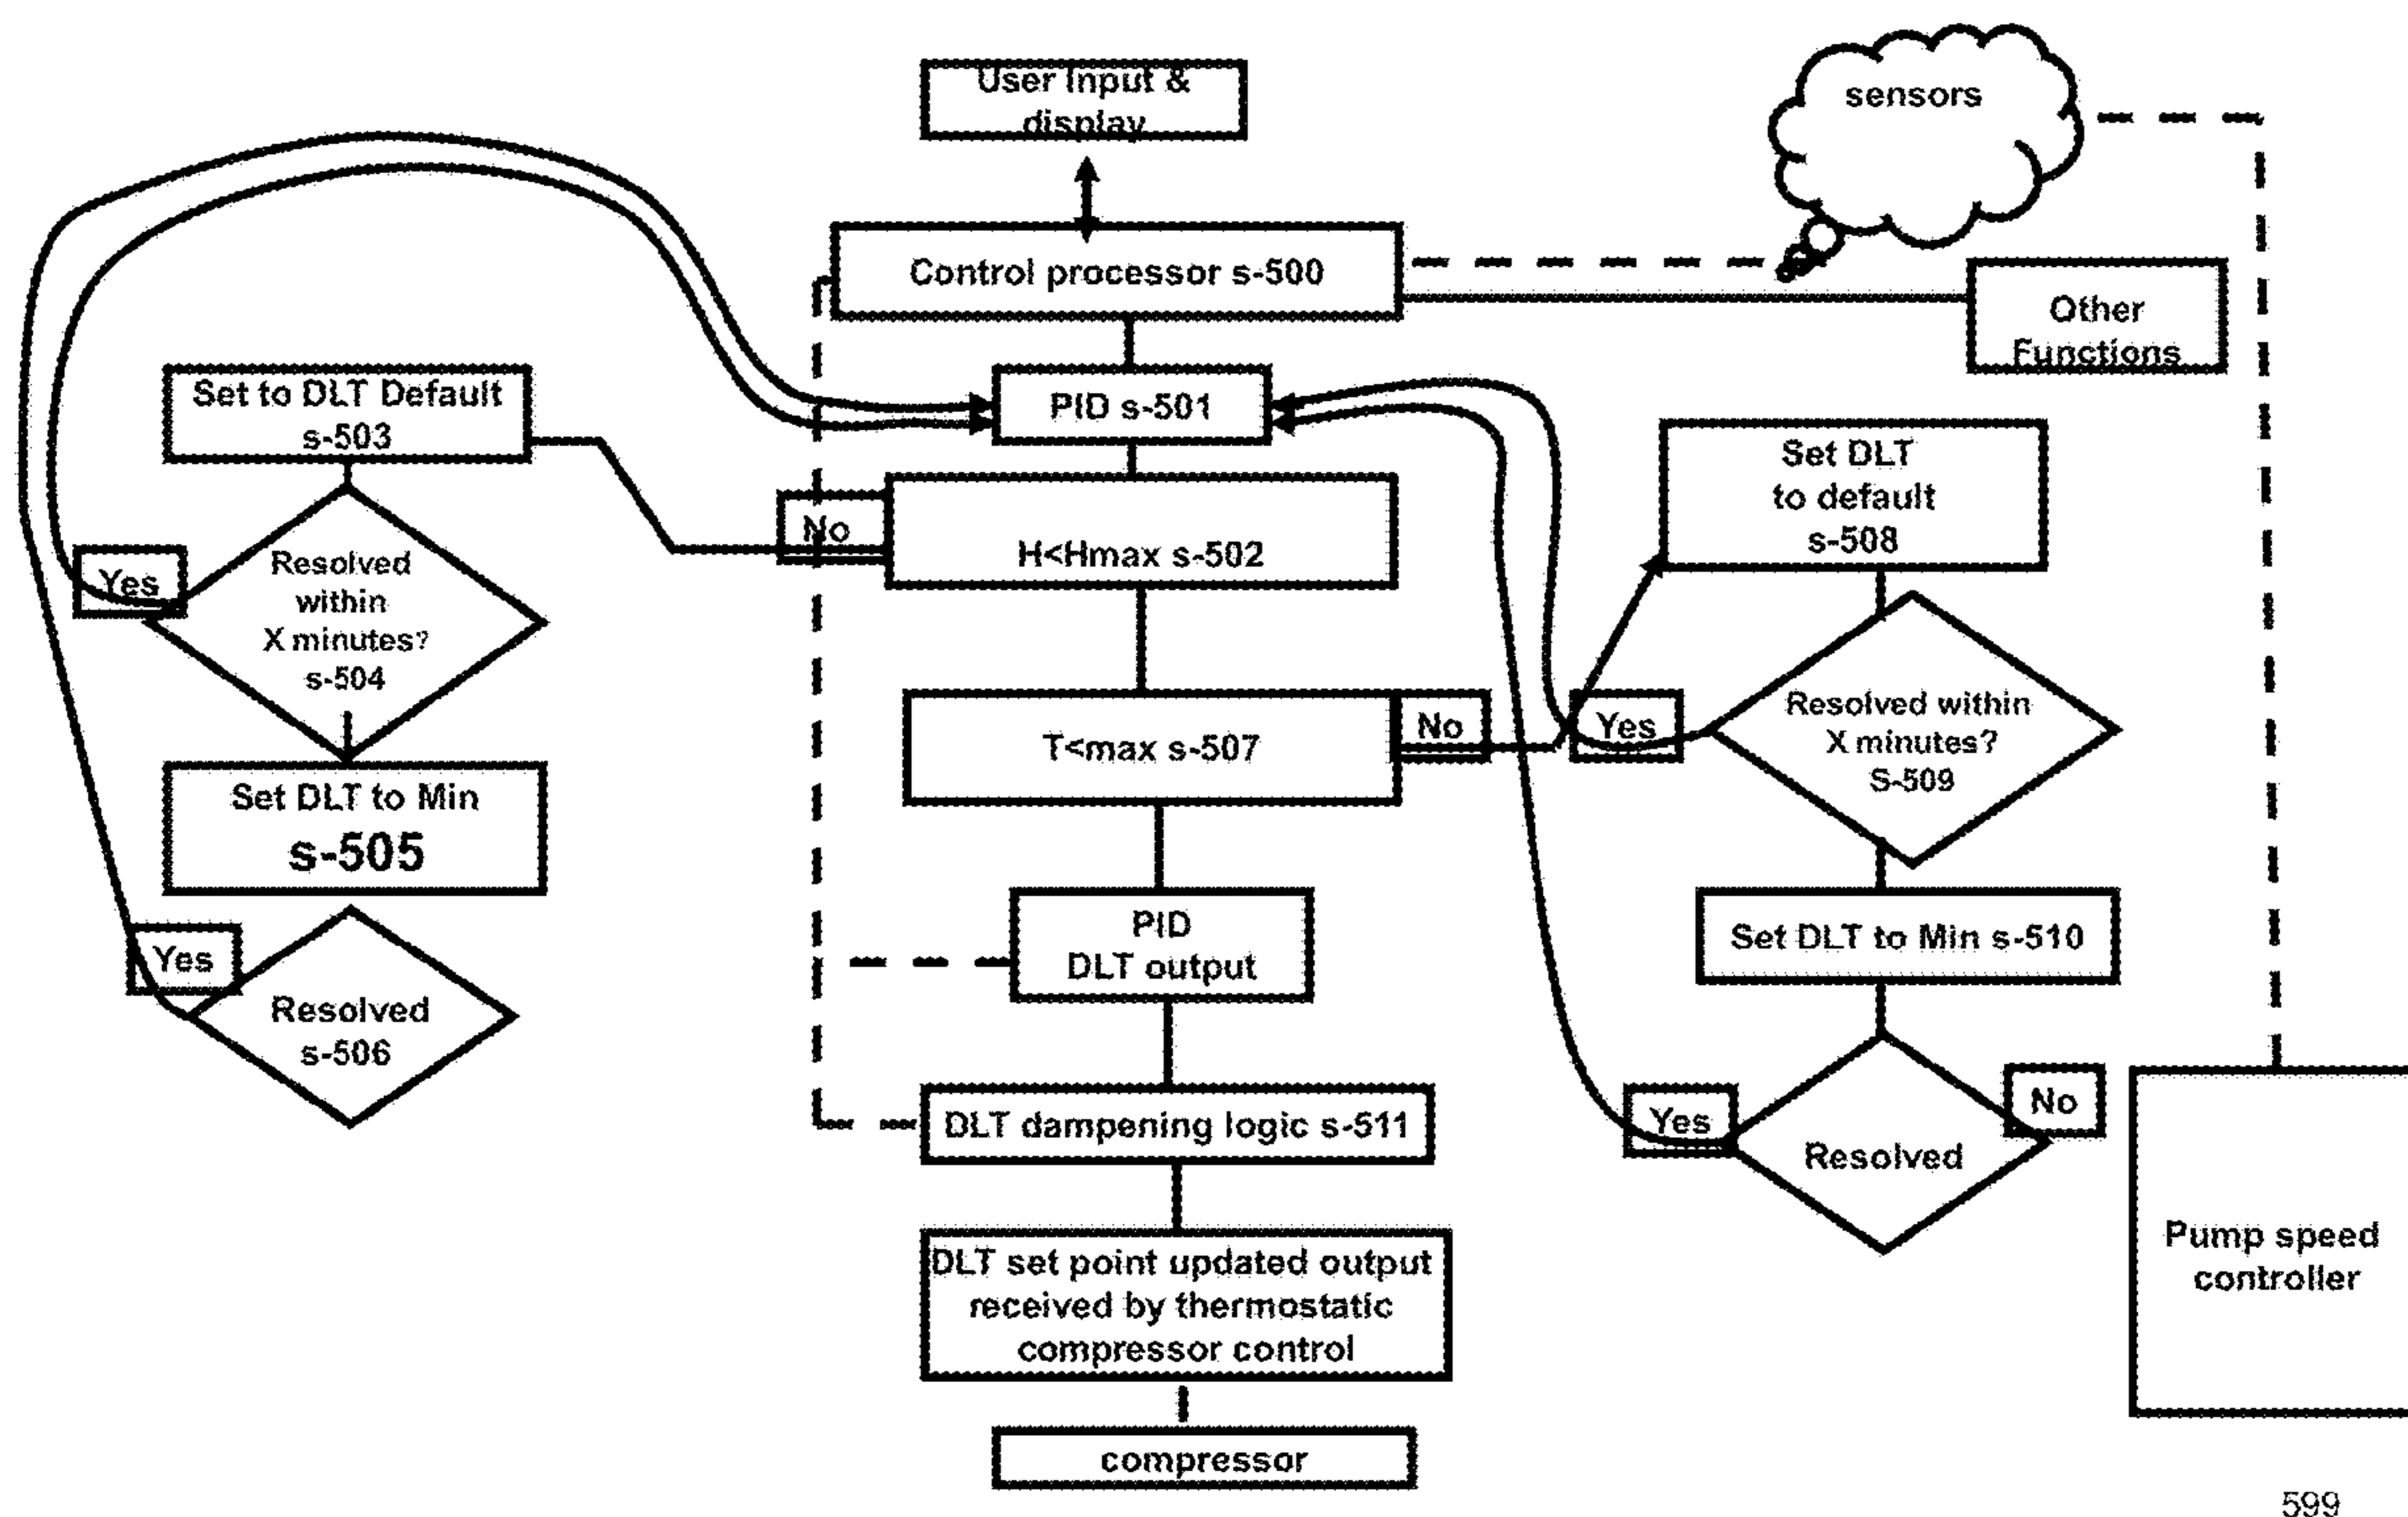 User Input &
display
sensors
Control processor s-500
Other
Functions
PID s-501
Set to DLT Default
s-503
No
H<Hmax s-502
Set DLT
to default
s-508
Yes
Resolved
within
X minutes?
s-504
T<max s-507
No
Yes
Resolved within
X minutes?
S-509
Set DLT to Min
s-505
PID
DLT output
Set DLT to Min s-510
Yes
Resolved
s-506
DLT dampening logic s-511
Yes
Resolved
No
DLT set point updated output
received by thermostatic
compressor control
Pump speed
controller
compressor
599